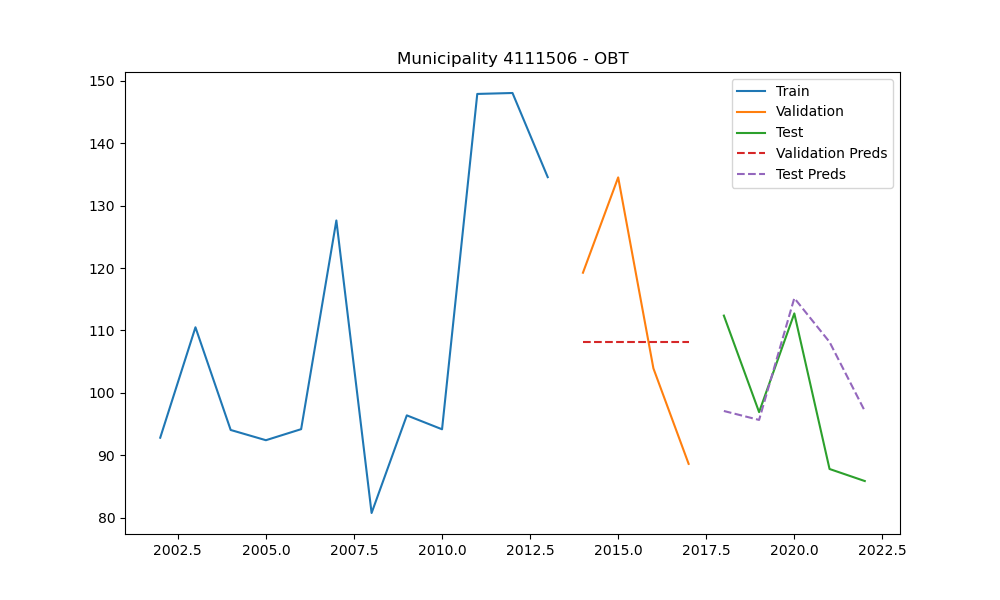 Municipality 4111506 - OBT
150
140
130
120
110
100
90
80
Train
Validation
Test
Validation Preds
Test Preds
2002.5 2005.0 2007.5 2010.0 2012.5 2015.0 2017.5 2020.0 2022.5